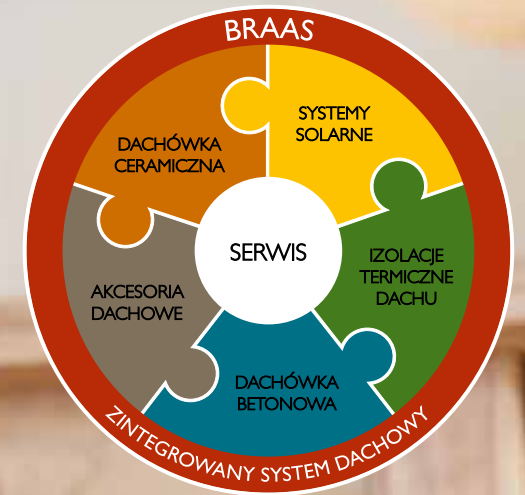 BRAAS
SYSTEMY
SOLARNE
DACHÓWKA
CERAMICZNA
SERWIS
IZOLACJE
TERMICZNE
DACHU
AKCESORIA
DACHOWE
DACHÓWKA
BETONOWA
ZINTEGROWANY SYSTEM DACHOWY